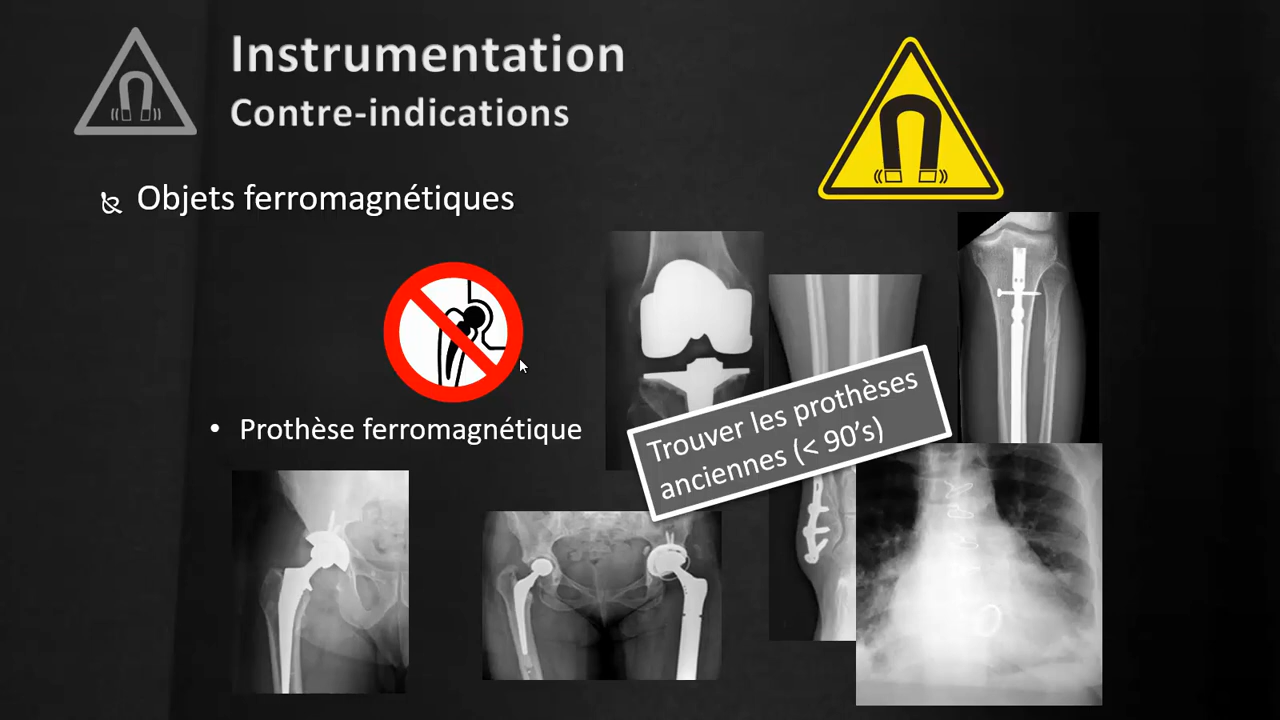 Instrumentation
Contre-indications
Objets ferromagnétiques
• Prothèse ferromagnétique
Trouver les prothèses
anciennes (< 90’s)